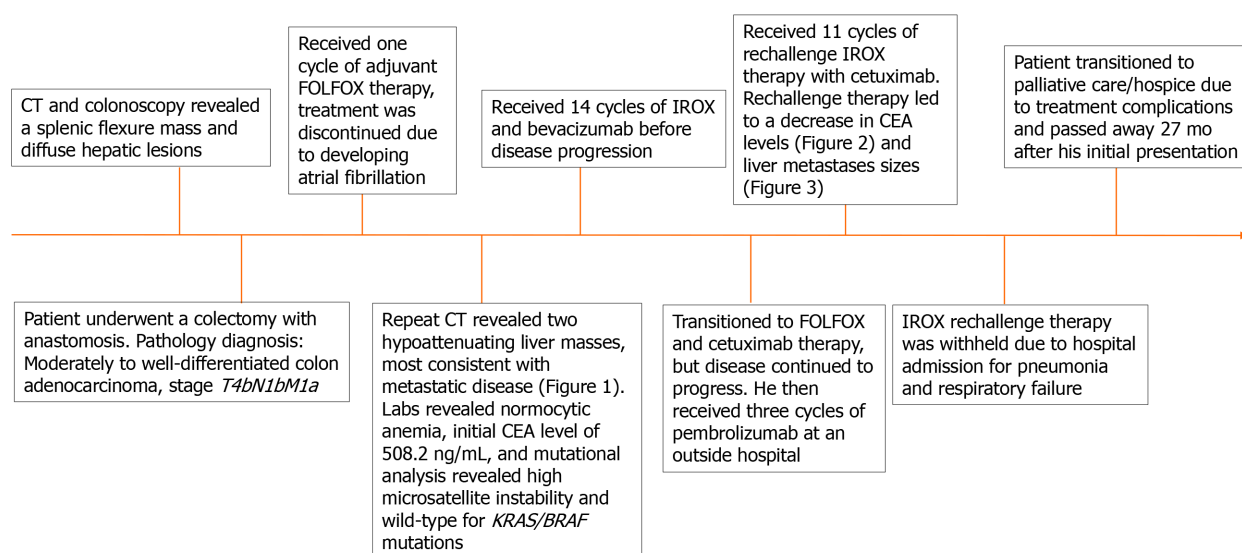 CT and colonoscopy revealed
a splenic flexure mass and
diffuse hepatic lesions
Patient underwent a colectomy with
anastomosis. Pathology diagnosis:
Moderately to well-differentiated colon
adenocarcinoma, stage T4bN1bM1a
Received one
cycle of adjuvant
FOLFOX therapy,
treatment was
discontinued due
to developing
atrial fibrillation
Repeat CT revealed two
hypoattenuating liver masses,
most consistent with
metastatic disease (Figure 1).
Labs revealed normocytic
anemia, initial CEA level of
508.2 ng/mL, and mutational
analysis revealed high
microsatellite instability and
wild-type for KRAS/BRAF
mutations
Received 14 cycles of IROX
and bevacizumab before
disease progression
Transitioned to FOLFOX
and cetuximab therapy,
but disease continued to
progress. He then
received three cycles of
pembrolizumab at an
outside hospital
Received 11 cycles of
rechallenge IROX
therapy with cetuximab.
Rechallenge therapy led
to a decrease in CEA
levels (Figure 2) and
liver metastases sizes
(Figure 3)
IROX rechallenge therapy
was withheld due to hospital
admission for pneumonia
and respiratory failure
Patient transitioned to
palliative care/hospice due
to treatment complications
and passed away 27 mo
after his initial presentation